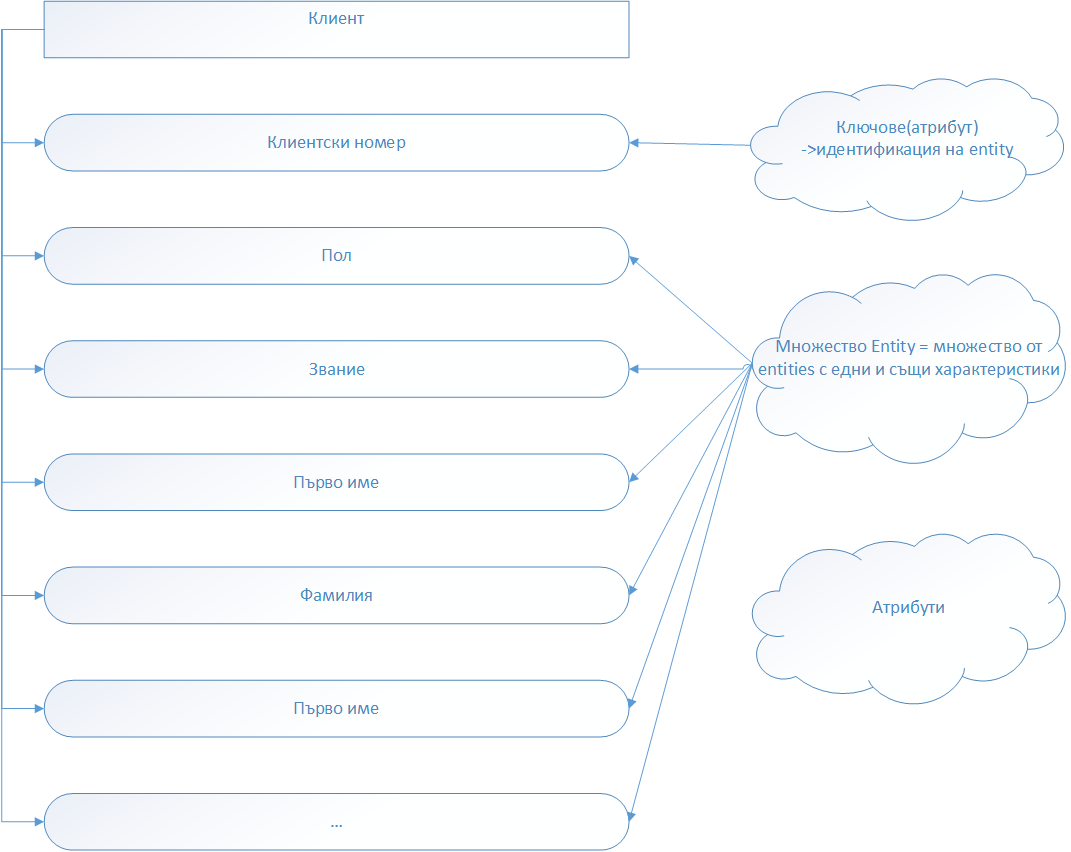 Клиент
Клиентски номер
Ключове(атрибут)
->идентификация на entity
Пол
Множество Entity = множество от
entities с едни и същи характеристики
Звание
Първо име
Фамилия
Атрибути
Първо име
...